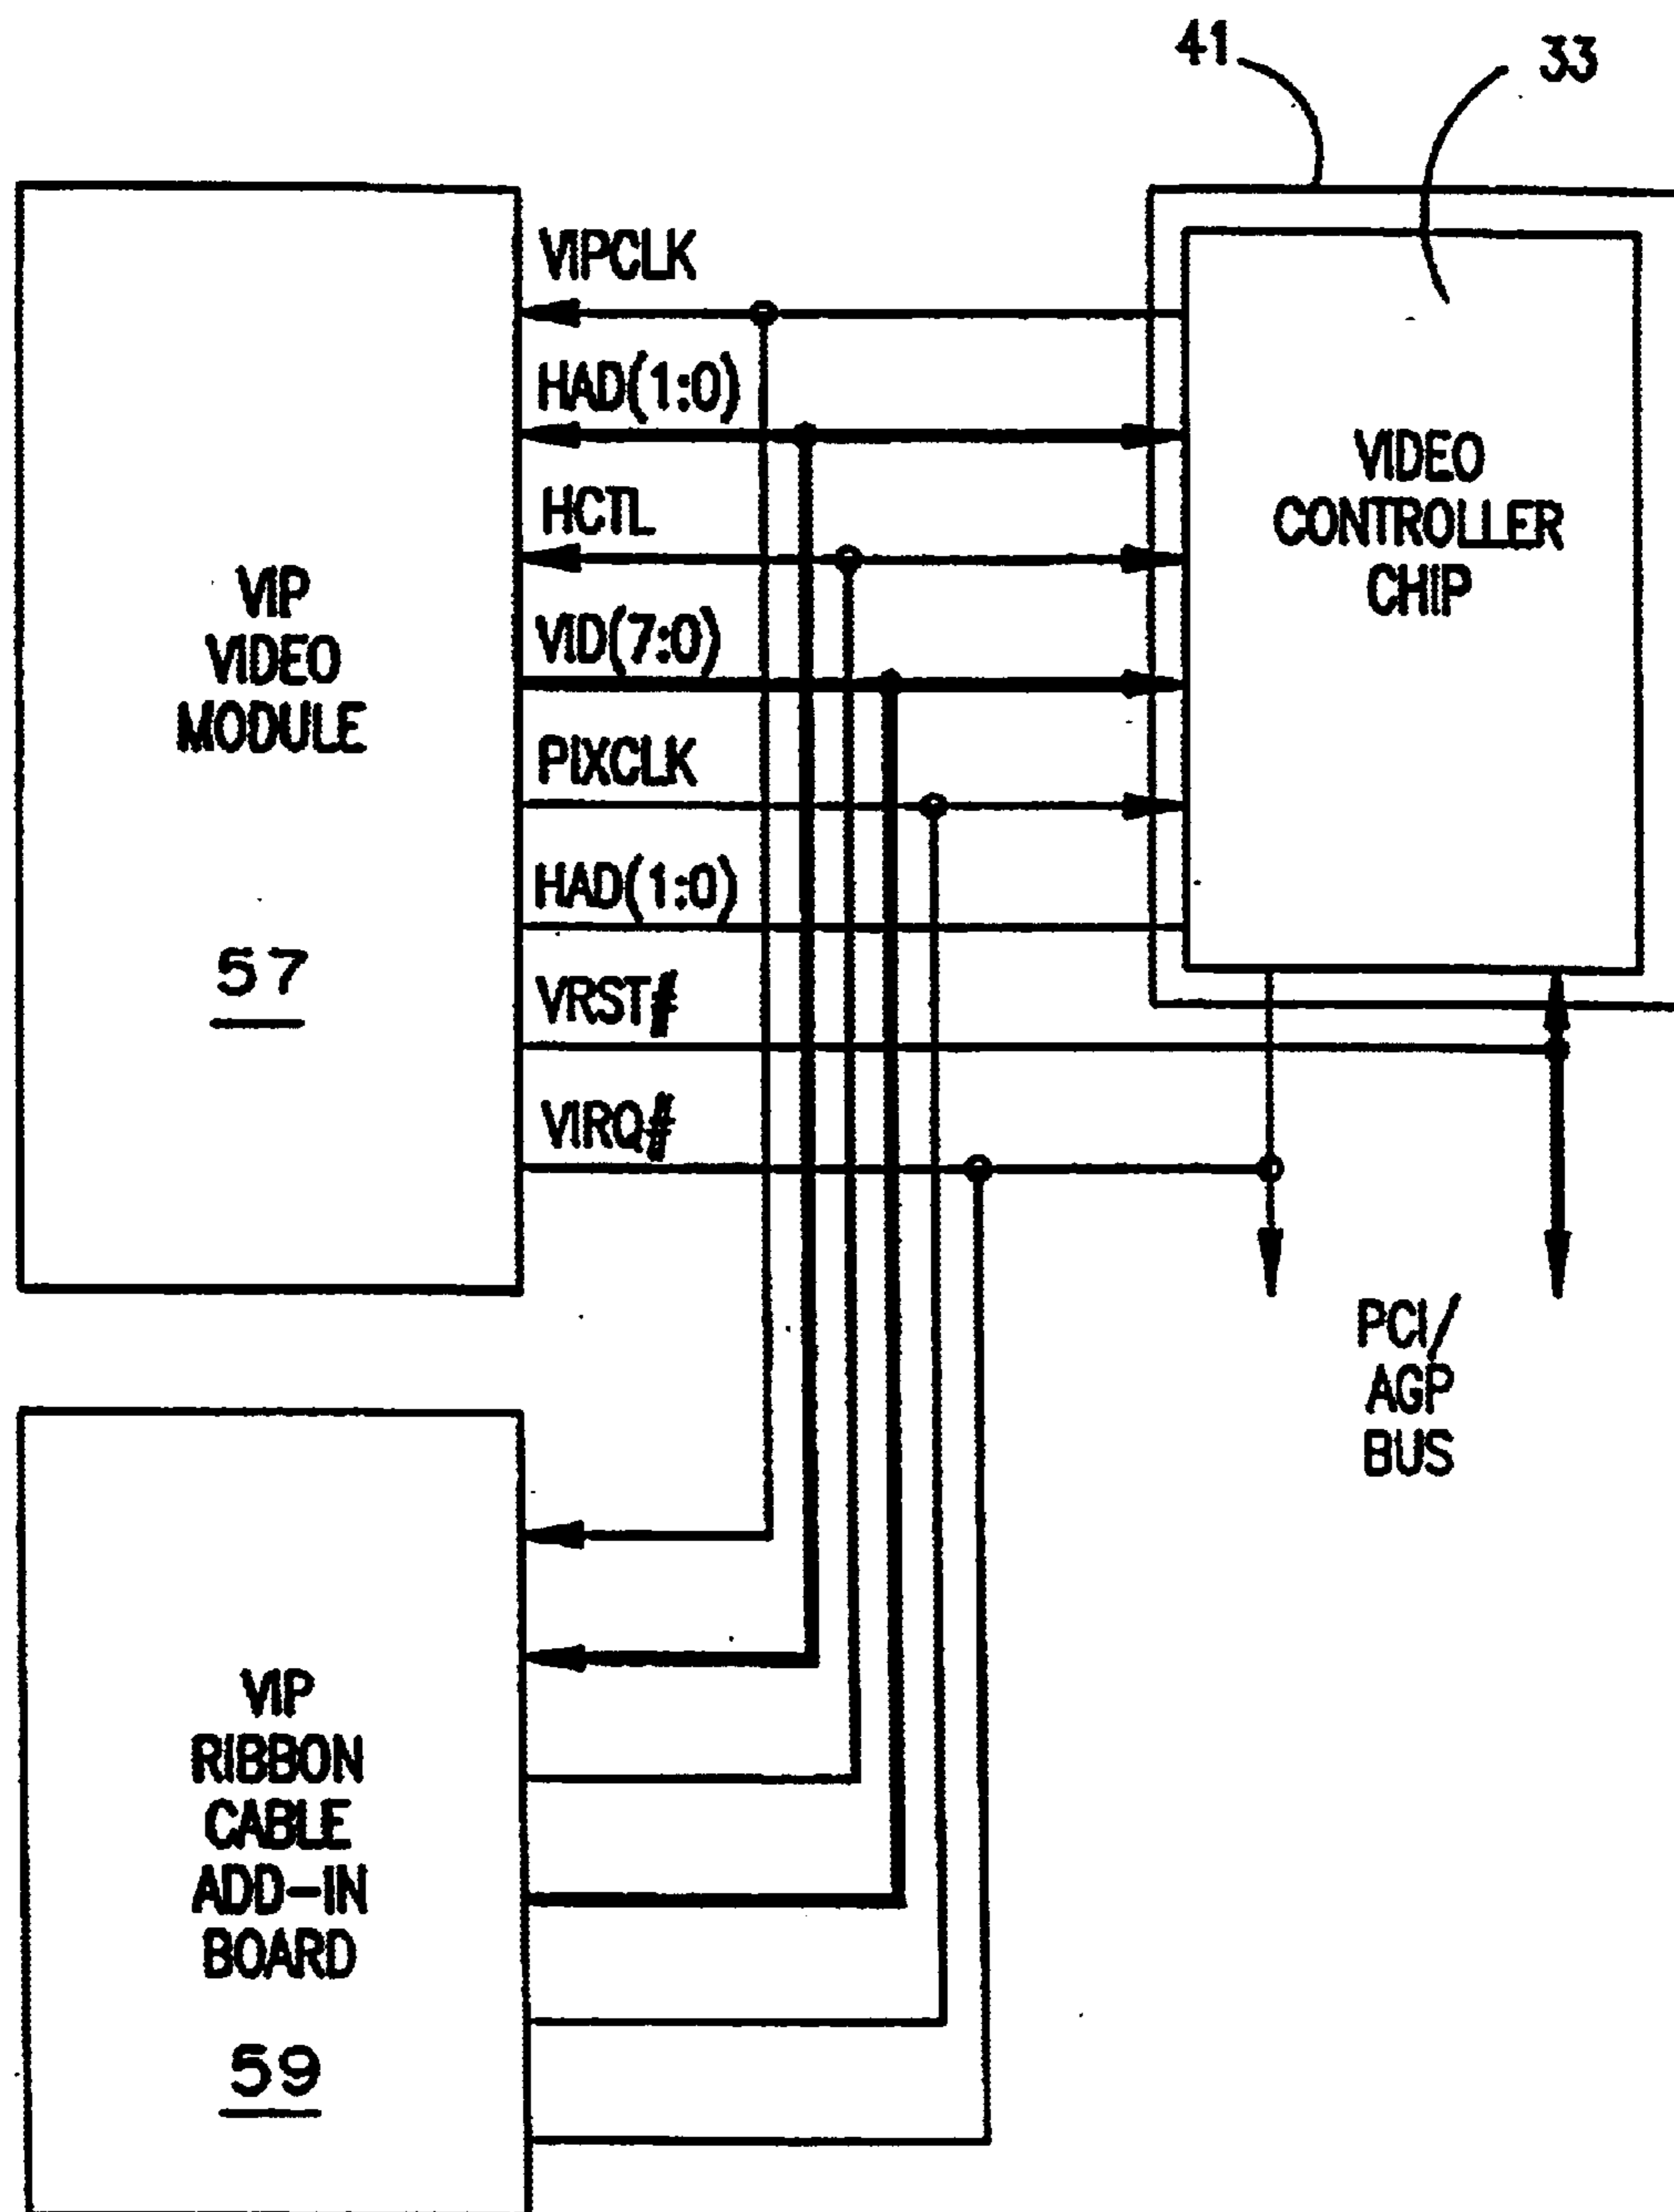 41
33
VIPCLK
HAD(1:0)
HCTL
VID(7:0)
PIXCLK
HAD(1:0)
VRST#
VIRQ#
VIP
VIDEO
MODULE
57
VIDEO
CONTROLLER
CHIP
PCI/
AGP
BUS
VIP
RIBBON
CABLE
ADD-IN
BOARD
59